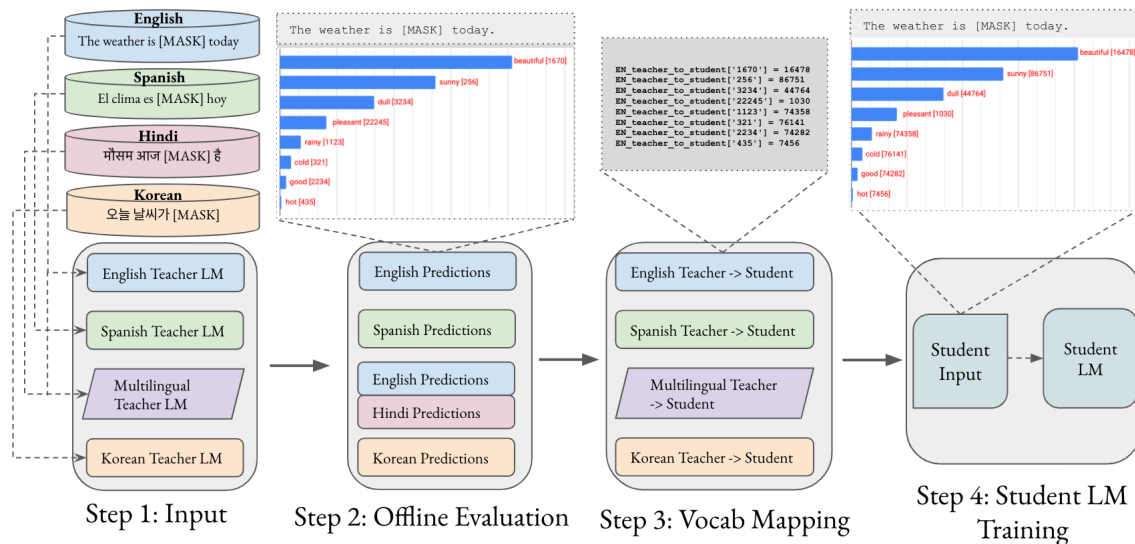 English
The weather is [MASK] today
Spanish
El clima es [MASK] hoy
Hindi
मौसम आज [MASK] है
Korean
오늘 날씨가 [MASK]
The weather is [MASK] today.
beautiful [1670]
sunny [256]
dull [3234]
pleasant [22245]
rainy [1123]
cold [321]
good [2234]
hot [435]
EN_teacher_to_student['1670'] = 16478
EN_teacher_to_student['256'] = 86751
EN_teacher_to_student['3234'] = 44764
EN_teacher_to_student['22245'] = 1030
EN_teacher_to_student['1123'] = 74358
EN_teacher_to_student['321'] = 76141
EN_teacher_to_student['2234'] = 74282
EN_teacher_to_student['435'] = 7456
The weather is [MASK] today.
beautiful [16478]
sunny [86751]
dull [44764]
pleasant [1030]
rainy [74358]
cold [76141]
good [74282]
hot [7456]
English Teacher LM
Spanish Teacher LM
Multilingual
Teacher LM
Korean Teacher LM
Step 1: Input
English Predictions
Spanish Predictions
English Predictions
Hindi Predictions
Korean Predictions
Step 2: Offline Evaluation
English Teacher -> Student
Spanish Teacher -> Student
Multilingual Teacher
-> Student
Korean Teacher -> Student
Step 3: Vocab Mapping
Student
Input
Student
LM
Step 4: Student LM
Training